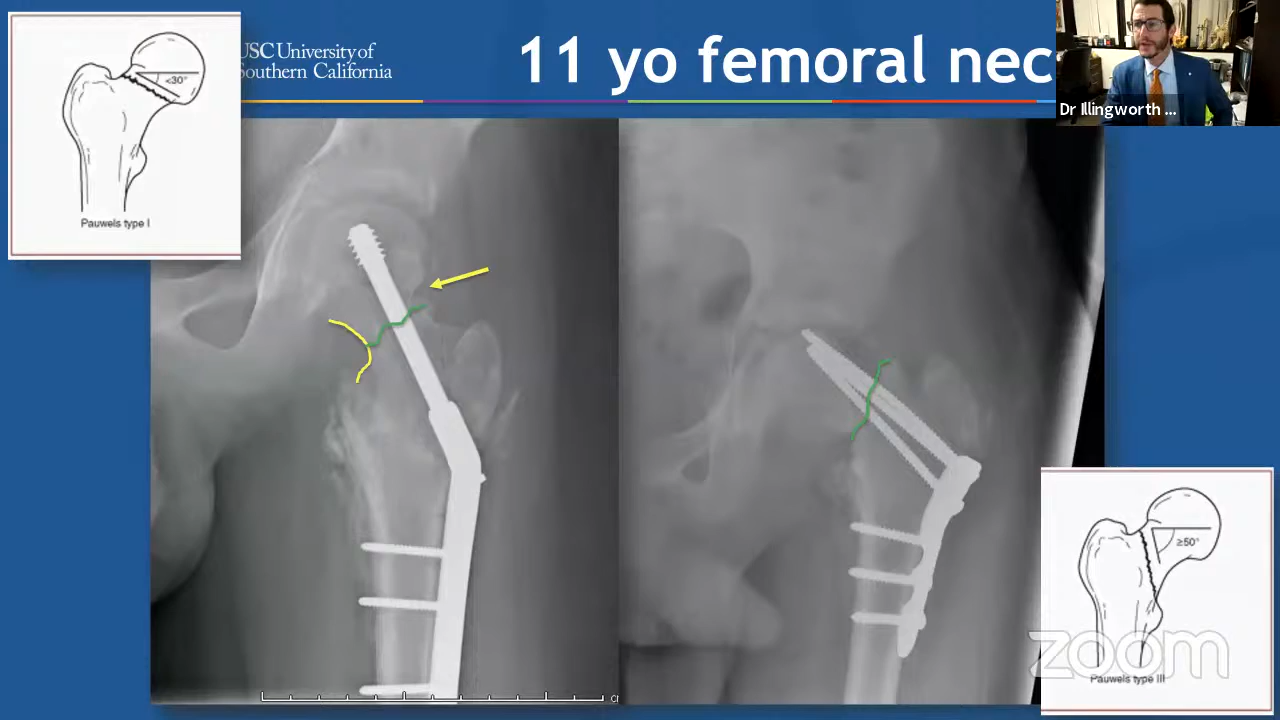 USC University of
Southern California
11 yo femoral nec
Dr Illingworth ...
<30°
Pauwels type I
≥50°
Pauwels type III
zoom